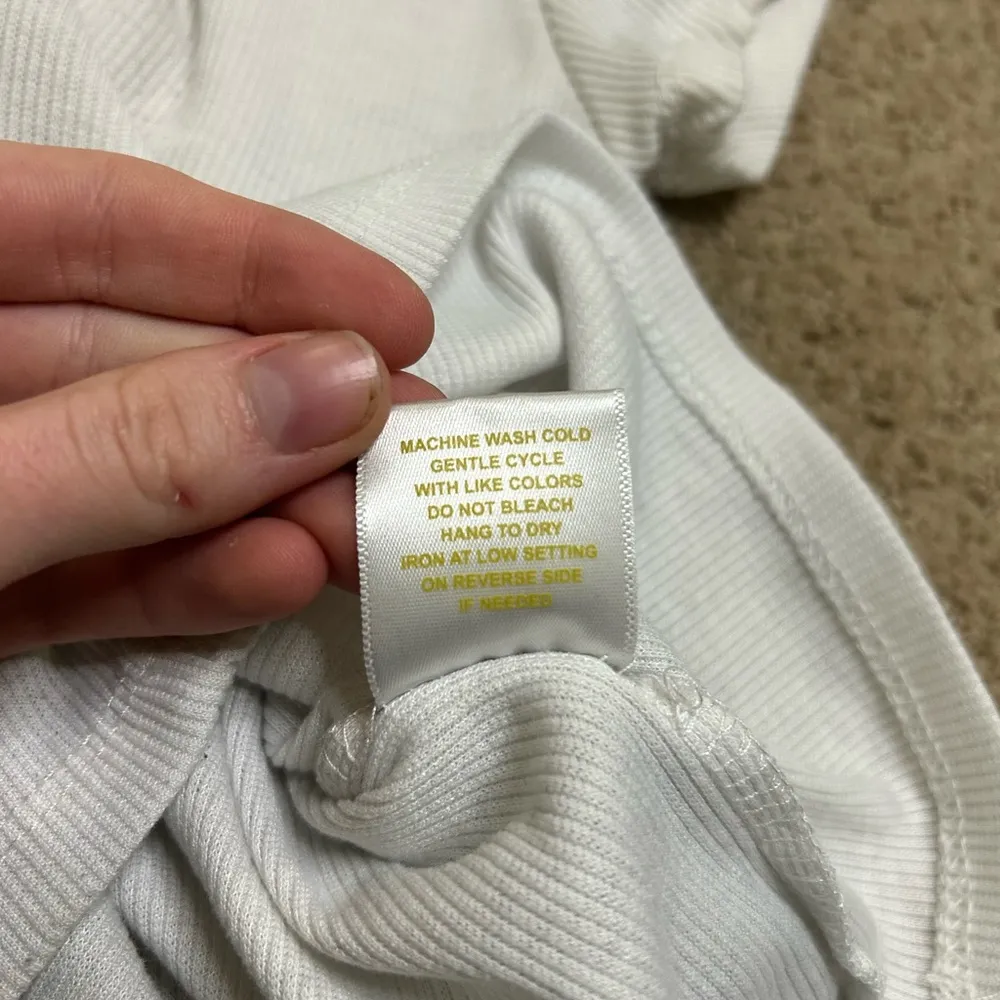 MACHINE WASH COLD
GENTLE CYCLE
WITH LIKE COLORS
DO NOT BLEACH
HANG TO DRY
IRON AT LOW SETTING
ON REVERSE SIDE
IF NEEDED